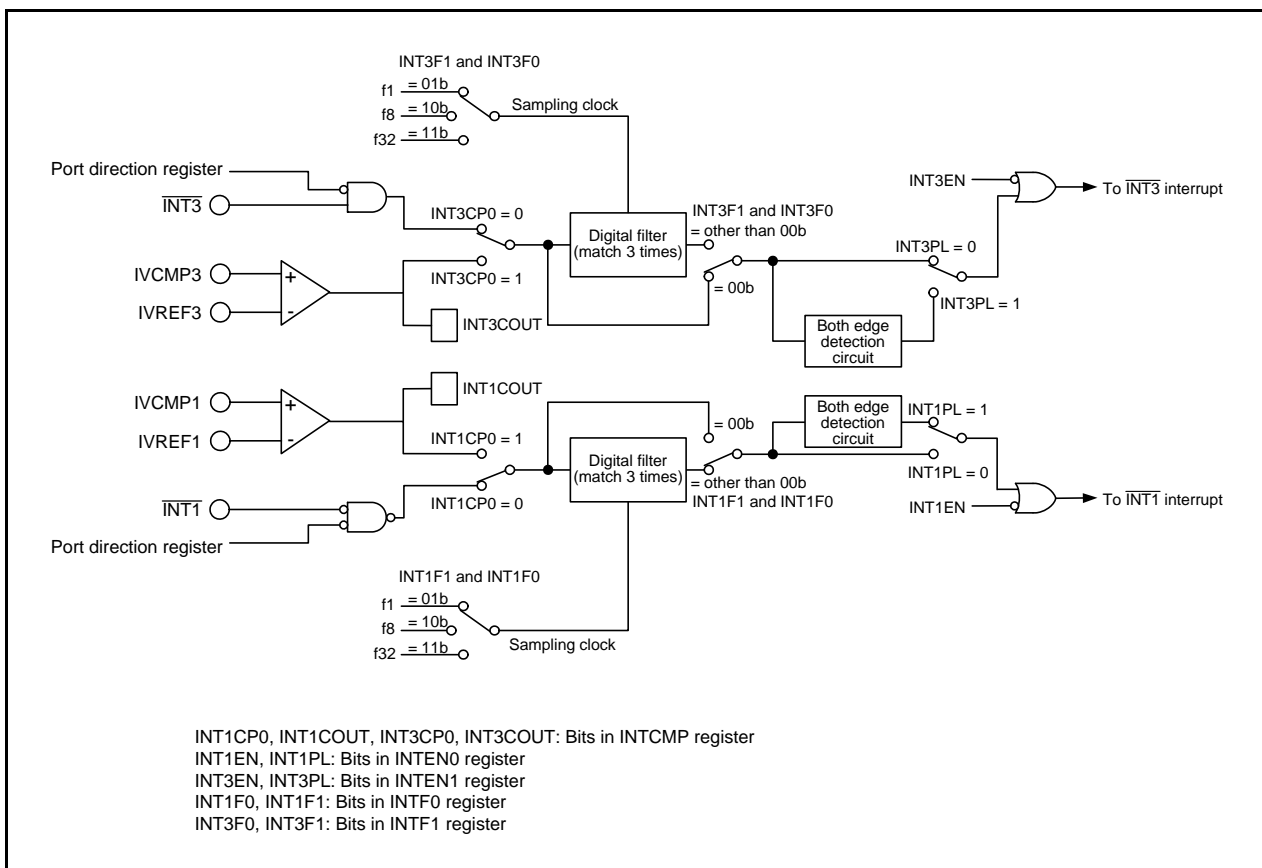 INT3F1 and INT3F0
f1 = 01b
f8 = 10b
f32 = 11b
Sampling clock
Port direction register
INT3
INT3CP0 = 0
IVCMP3
IVREF3
+
-
INT3CP0 = 1
INT3COUT
Digital filter
(match 3 times)
INT3F1 and INT3F0
= other than 00b
= 00b
INT3EN
To INT3 interrupt
INT3PL = 0
INT3PL = 1
Both edge
detection
circuit
IVCMP1
IVREF1
+
-
INT1COUT
INT1CP0 = 1
INT1
INT1CP0 = 0
Port direction register
Digital filter
(match 3 times)
= 00b
= other than 00b
INT1F1 and INT1F0
Both edge
detection
circuit
INT1PL = 1
INT1PL = 0
INT1EN
To INT1 interrupt
INT1F1 and INT1F0
f1 = 01b
f8 = 10b
f32 = 11b
Sampling clock
INT1CP0, INT1COUT, INT3CP0, INT3COUT: Bits in INTCMP register
INT1EN, INT1PL: Bits in INTEN0 register
INT3EN, INT3PL: Bits in INTEN1 register
INT1F0, INT1F1: Bits in INTF0 register
INT3F0, INT3F1: Bits in INTF1 register